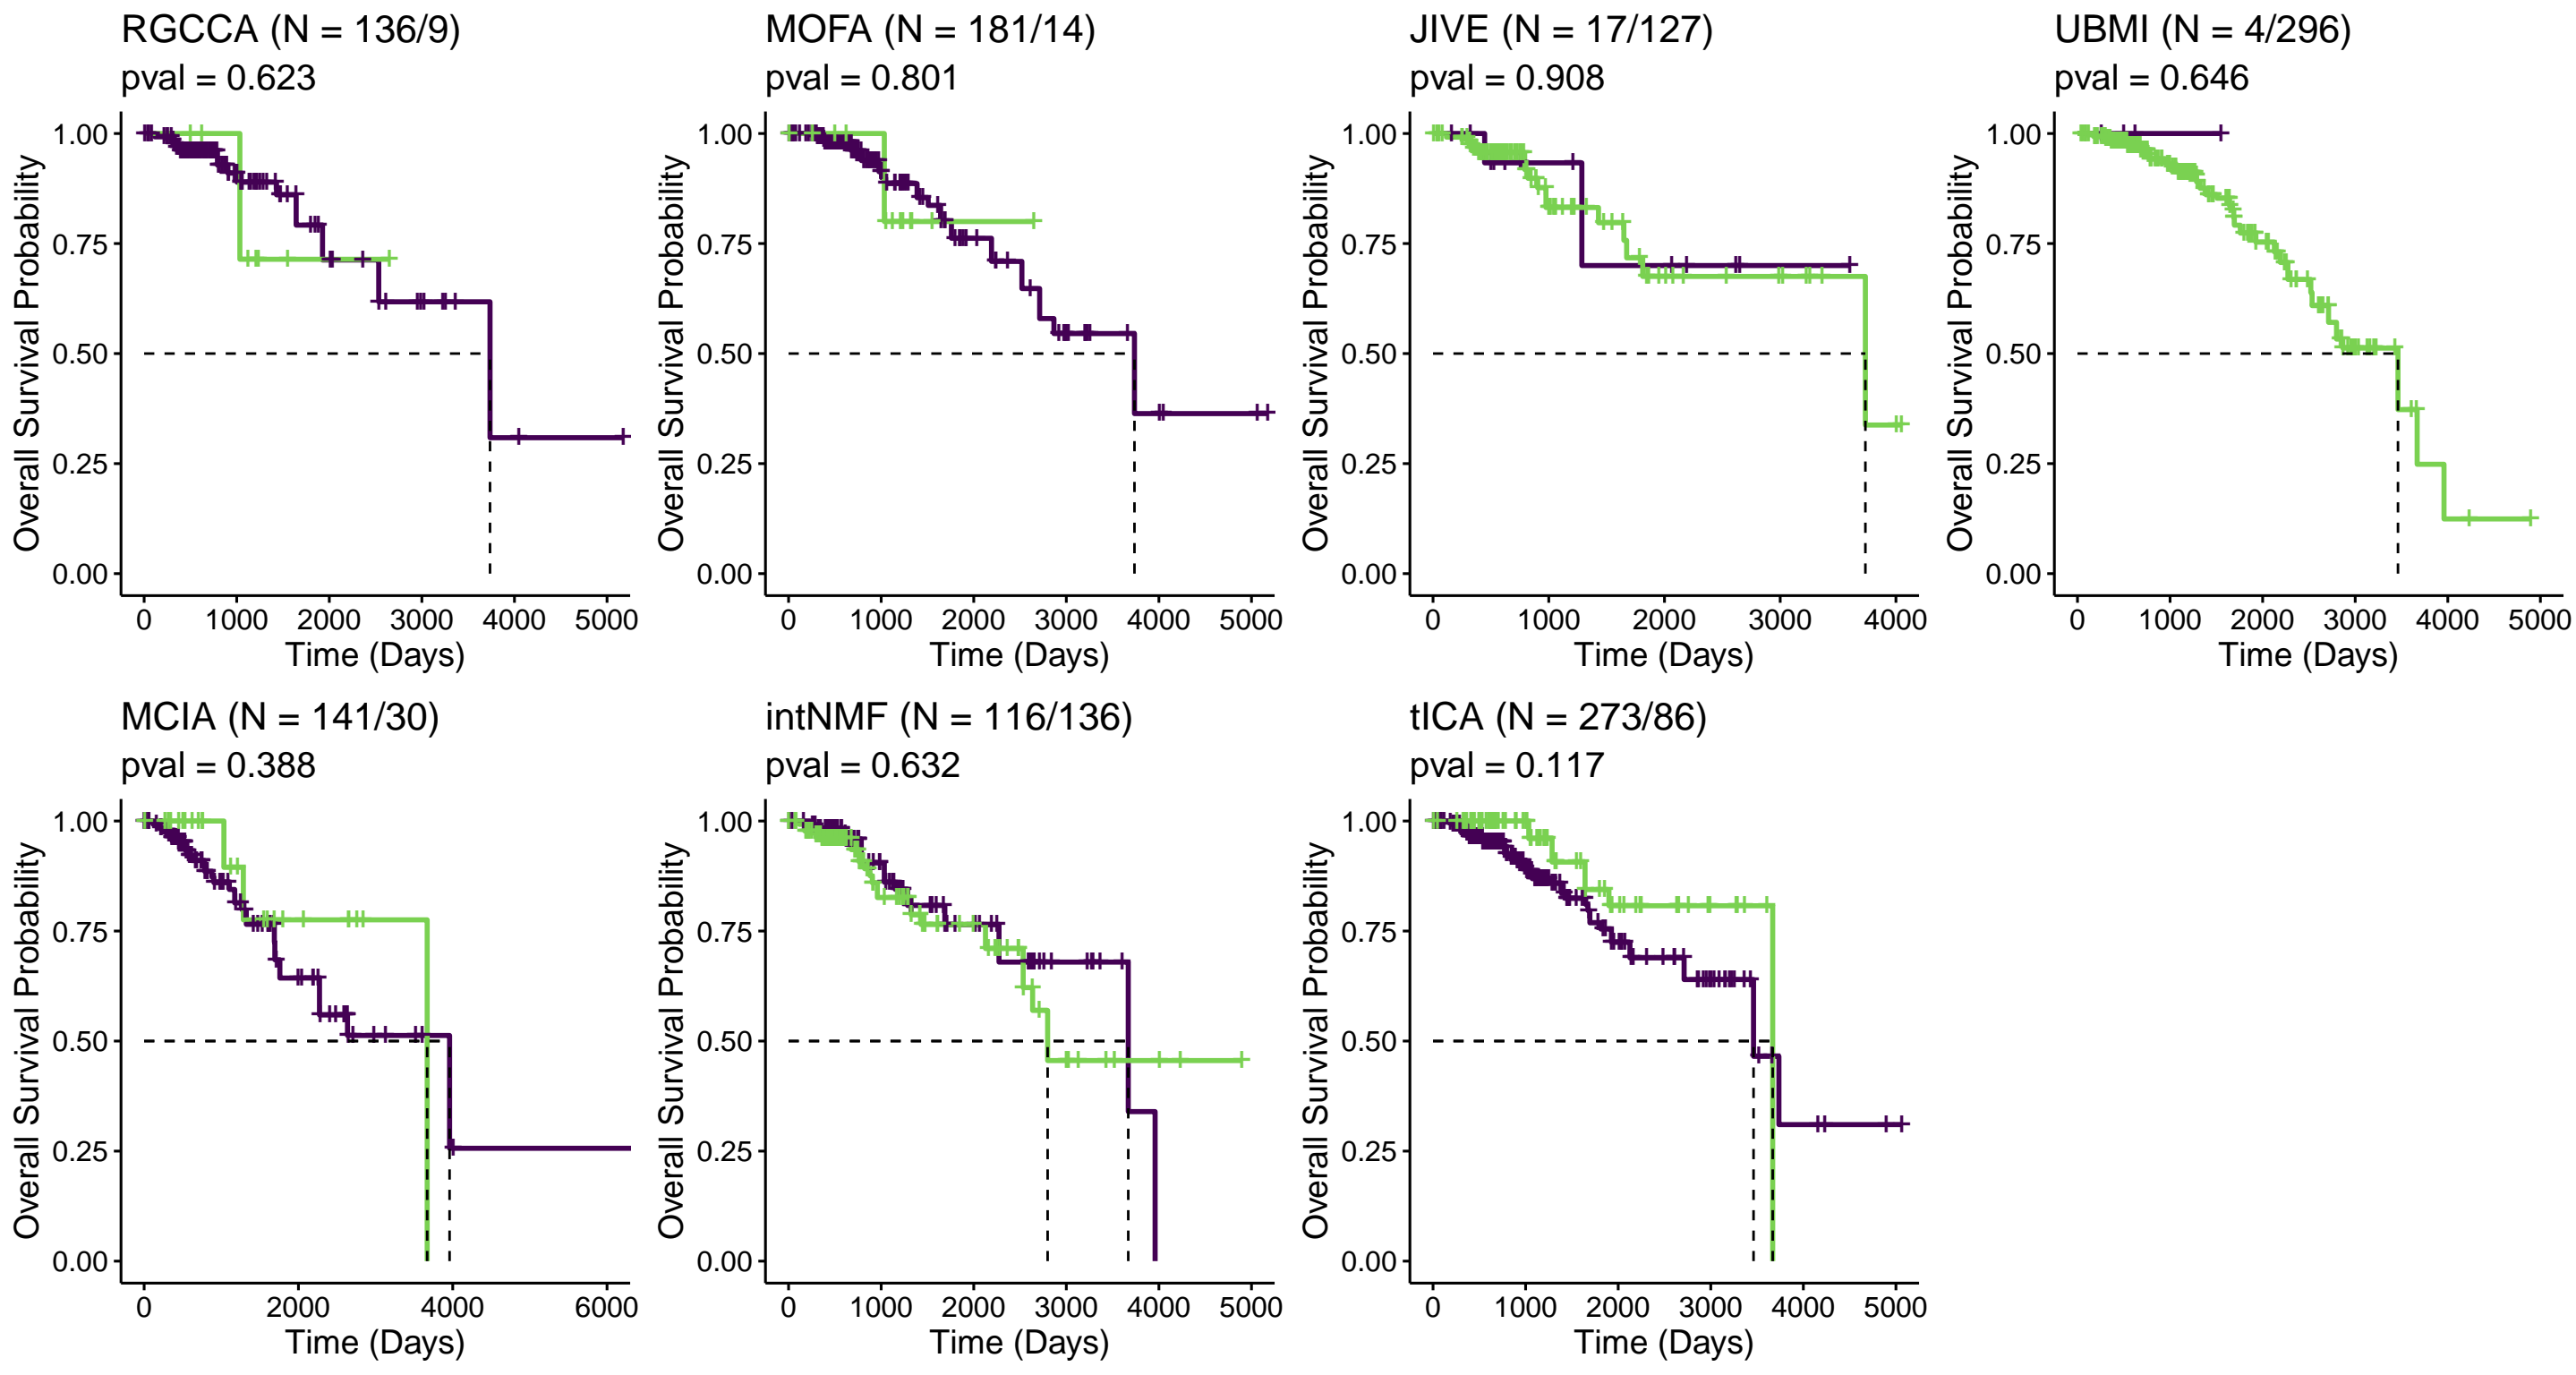 RGCCA (N = 136/9)
pval = 0.623
Overall Survival Probability
1.00
0.75
0.50
0.25
0.00
0 1000 2000 3000 4000 5000
Time (Days)
MOFA (N = 181/14)
pval = 0.801
Overall Survival Probability
1.00
0.75
0.50
0.25
0.00
0 1000 2000 3000 4000 5000
Time (Days)
JIVE (N = 17/127)
pval = 0.908
Overall Survival Probability
1.00
0.75
0.50
0.25
0.00
0 1000 2000 3000 4000
Time (Days)
UBMI (N = 4/296)
pval = 0.646
Overall Survival Probability
1.00
0.75
0.50
0.25
0.00
0 1000 2000 3000 4000 5000
Time (Days)
MCIA (N = 141/30)
pval = 0.388
Overall Survival Probability
1.00
0.75
0.50
0.25
0.00
0 2000 4000 6000
Time (Days)
intNMF (N = 116/136)
pval = 0.632
Overall Survival Probability
1.00
0.75
0.50
0.25
0.00
0 1000 2000 3000 4000 5000
Time (Days)
tICA (N = 273/86)
pval = 0.117
Overall Survival Probability
1.00
0.75
0.50
0.25
0.00
0 1000 2000 3000 4000 5000
Time (Days)